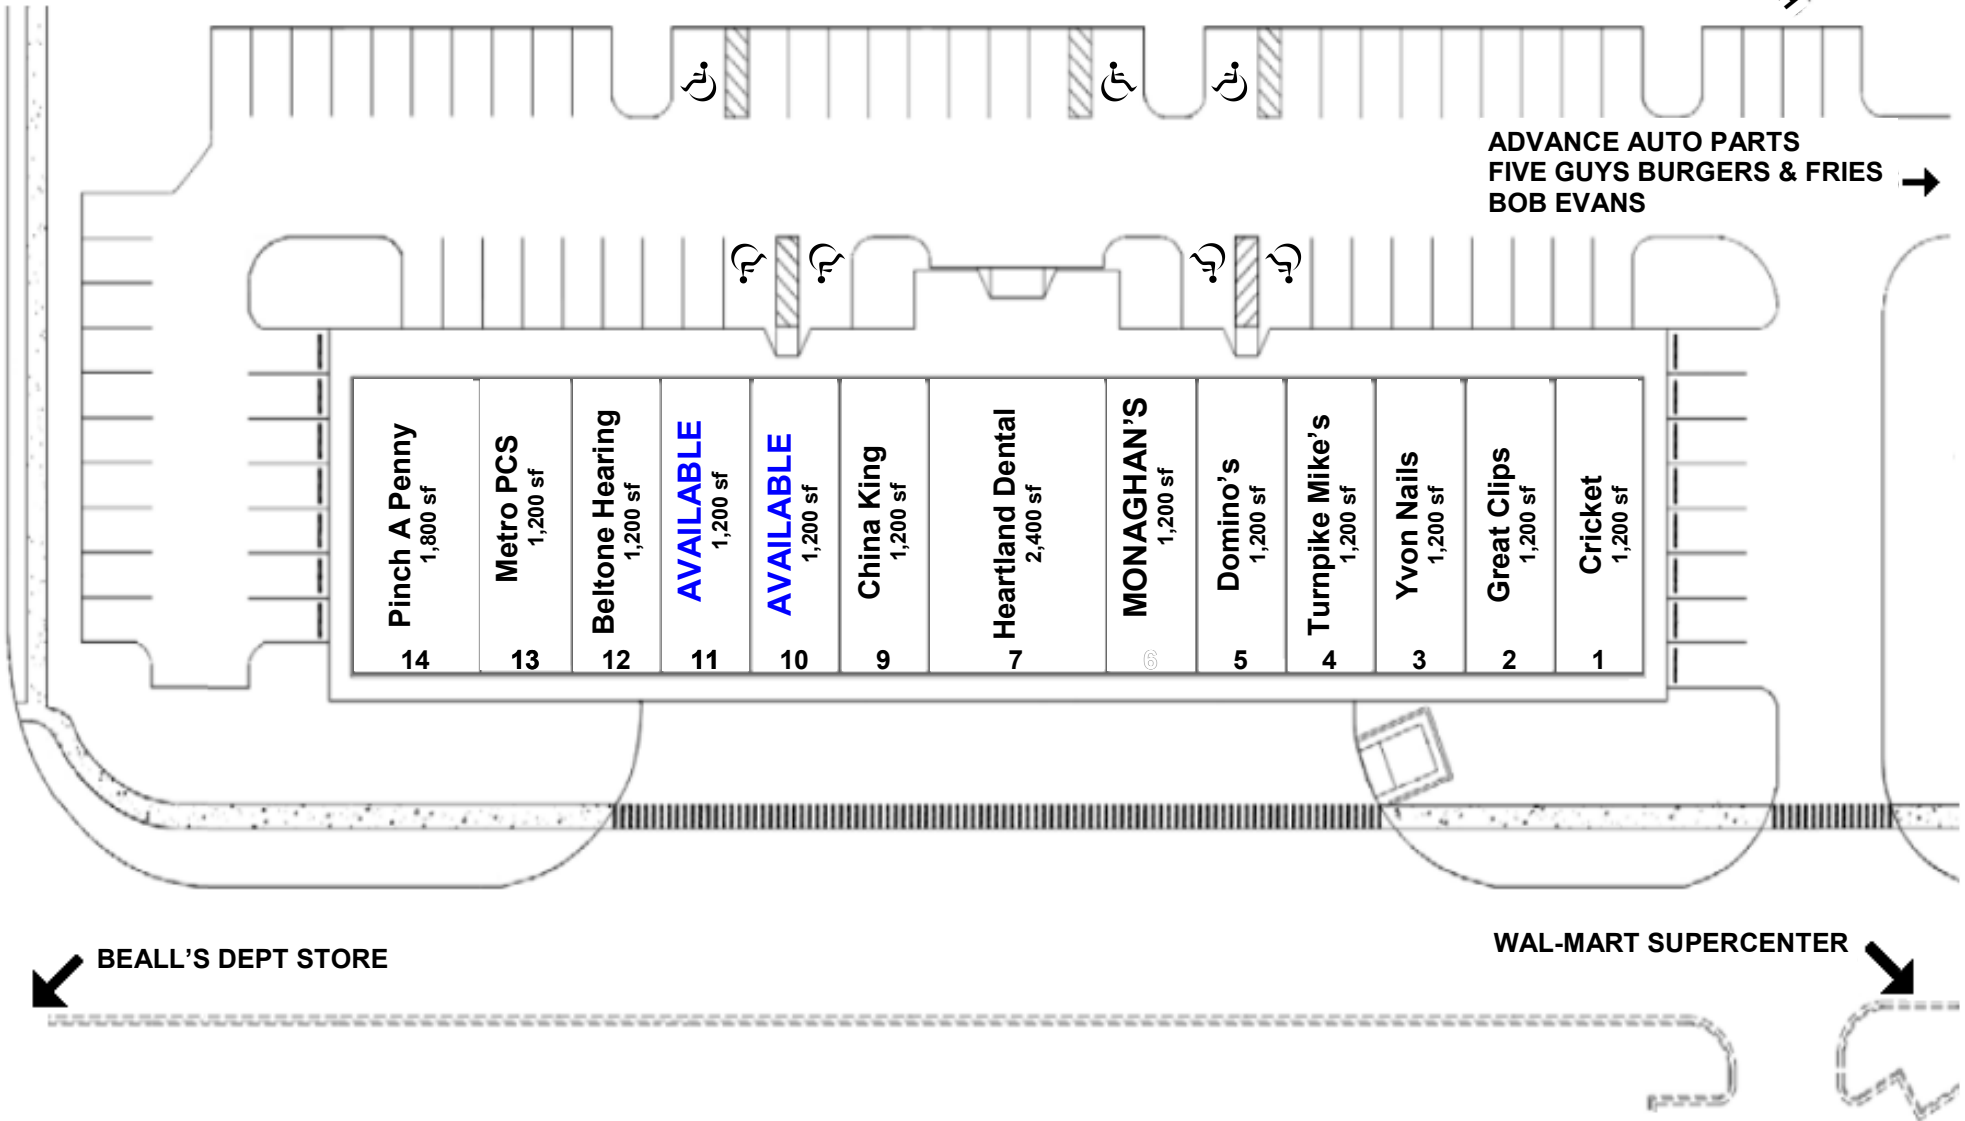 ADVANCE AUTO PARTS
FIVE GUYS BURGERS & FRIES
BOB EVANS
Pinch A Penny
1,800 sf
14
Metro PCS
1,200 sf
13
Beltone Hearing
1,200 sf
12
AVAILABLE
1,200 sf
11
AVAILABLE
1,200 sf
10
China King
1,200 sf
9
Heartland Dental
2,400 sf
7
MONAGHAN'S
1,200 sf
6
Domino's
1,200 sf
5
Turnpike Mike's
1,200 sf
4
Yvon Nails
1,200 sf
3
Great Clips
1,200 sf
2
Cricket
1,200 sf
1
BEALL'S DEPT STORE
WAL-MART SUPERCENTER